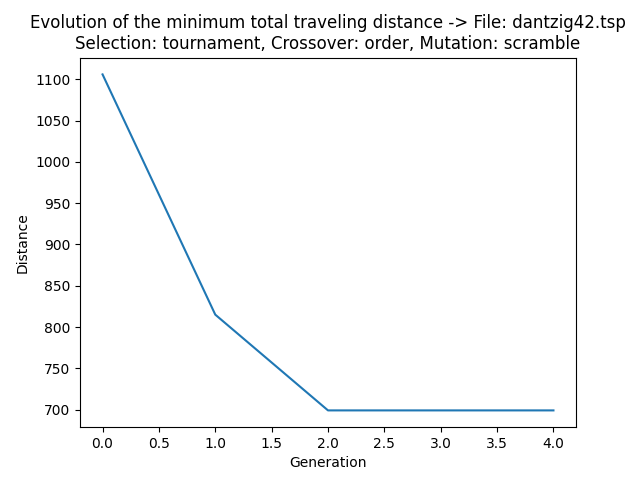 Evolution of the minimum total traveling distance -> File: dantzig42.tsp
Selection: tournament, Crossover: order, Mutation: scramble
1100
1050
1000
950
900
850
800
750
700
Distance
0.0 0.5 1.0 1.5 2.0 2.5 3.0 3.5 4.0
Generation